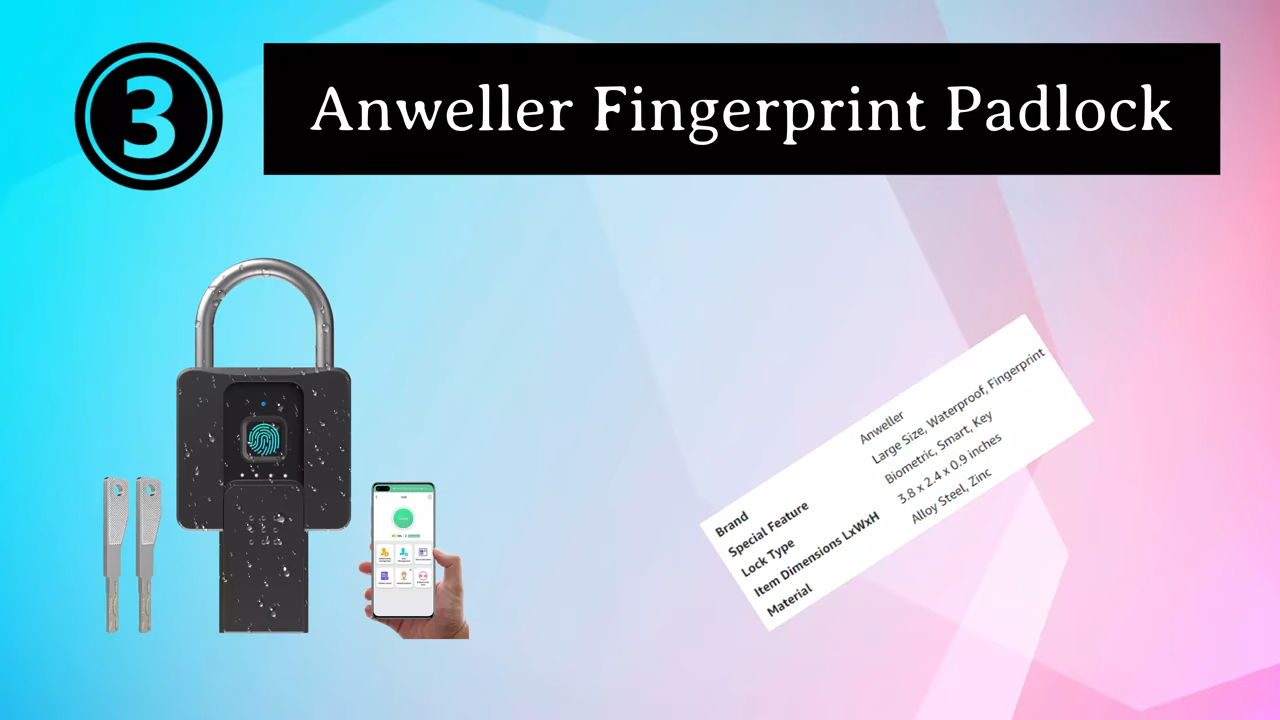 3
Anweller Fingerprint Padlock
Brand Anweller
Special Feature Large Size, Waterproof, Fingerprint
Lock Type Biometric, Smart, Key
Item Dimensions LxWxH 3.8 x 2.4 x 0.9 inches
Material Alloy Steel, Zinc